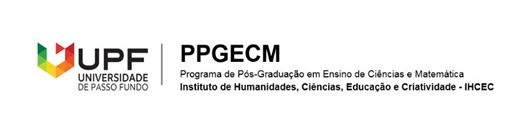 UPF
UNIVERSIDADE
DE PASSO FUNDO
PPGECM
Programa de Pós-Graduação em Ensino de Ciências e Matemática
Instituto de Humanidades, Ciências, Educação e Criatividade - IHCEC